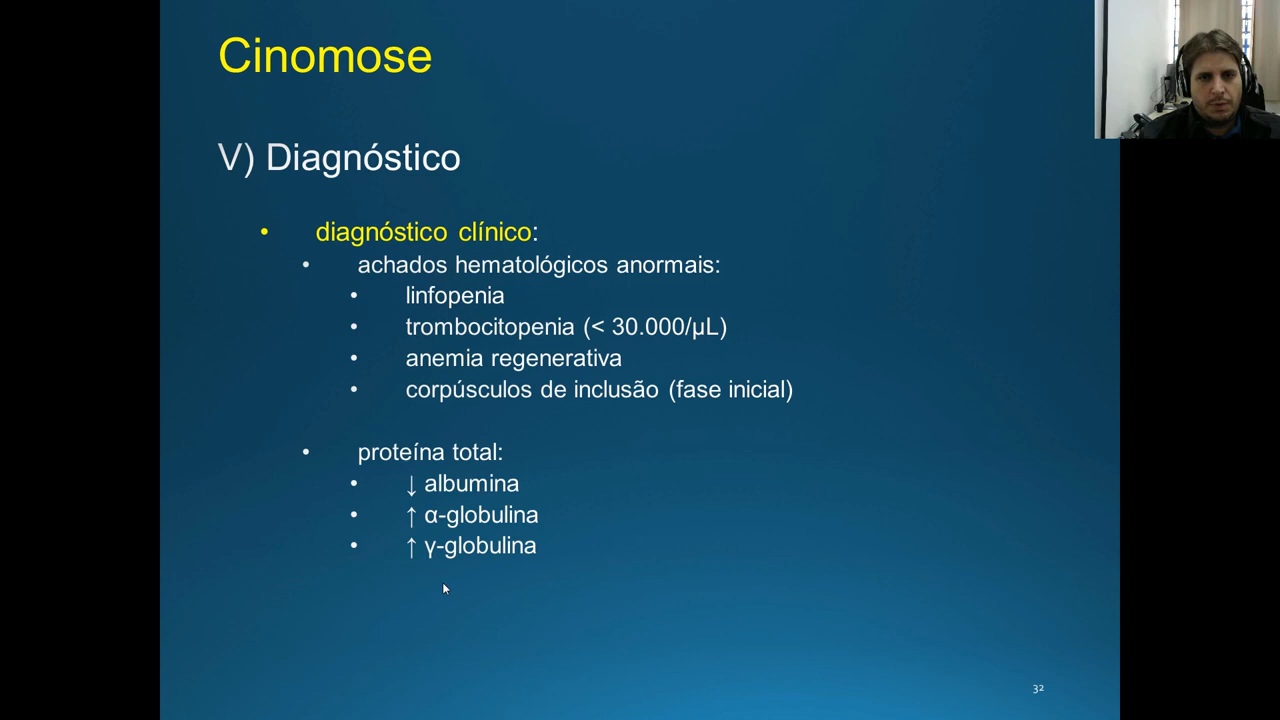 Cinomose
V) Diagnóstico
• diagnóstico clínico:
• achados hematológicos anormais:
• linfopenia
• trombocitopenia (< 30.000/µL)
• anemia regenerativa
• corpúsculos de inclusão (fase inicial)
• proteína total:
• ↓ albumina
• ↑ α-globulina
• ↑ γ-globulina
32